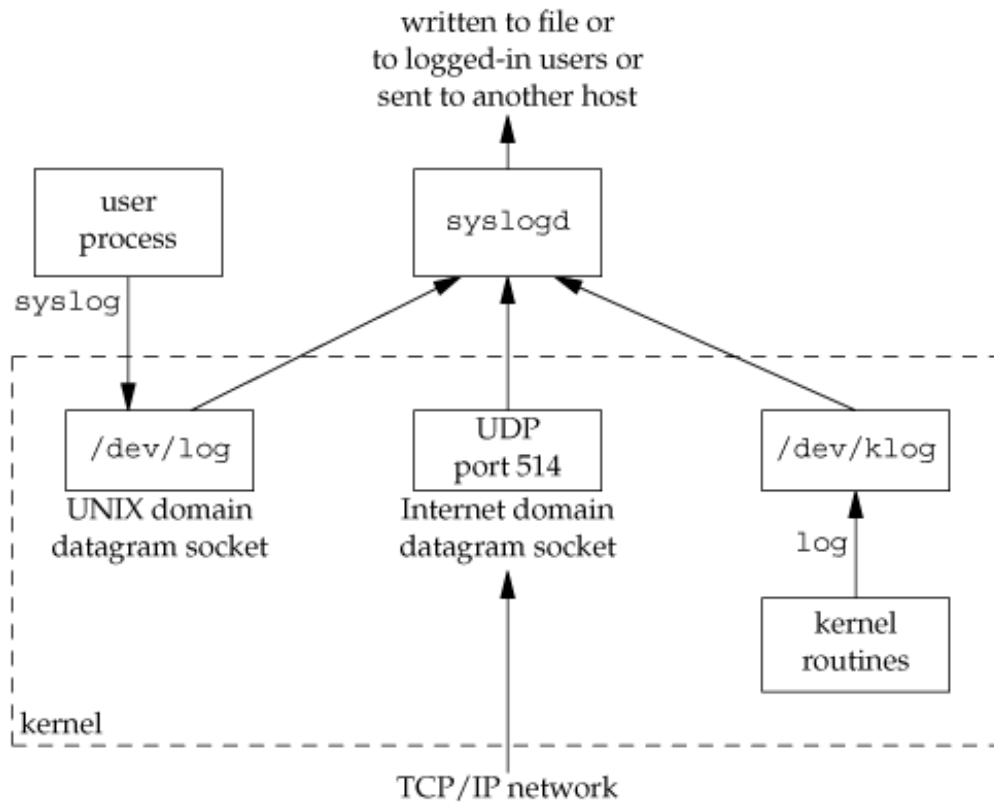 written to file or
to logged-in users or
sent to another host
user
process
syslogd
syslog
/dev/log
UNIX domain
datagram socket
UDP
port 514
Internet domain
datagram socket
/dev/klog
log
kernel
routines
kernel
TCP/IP network